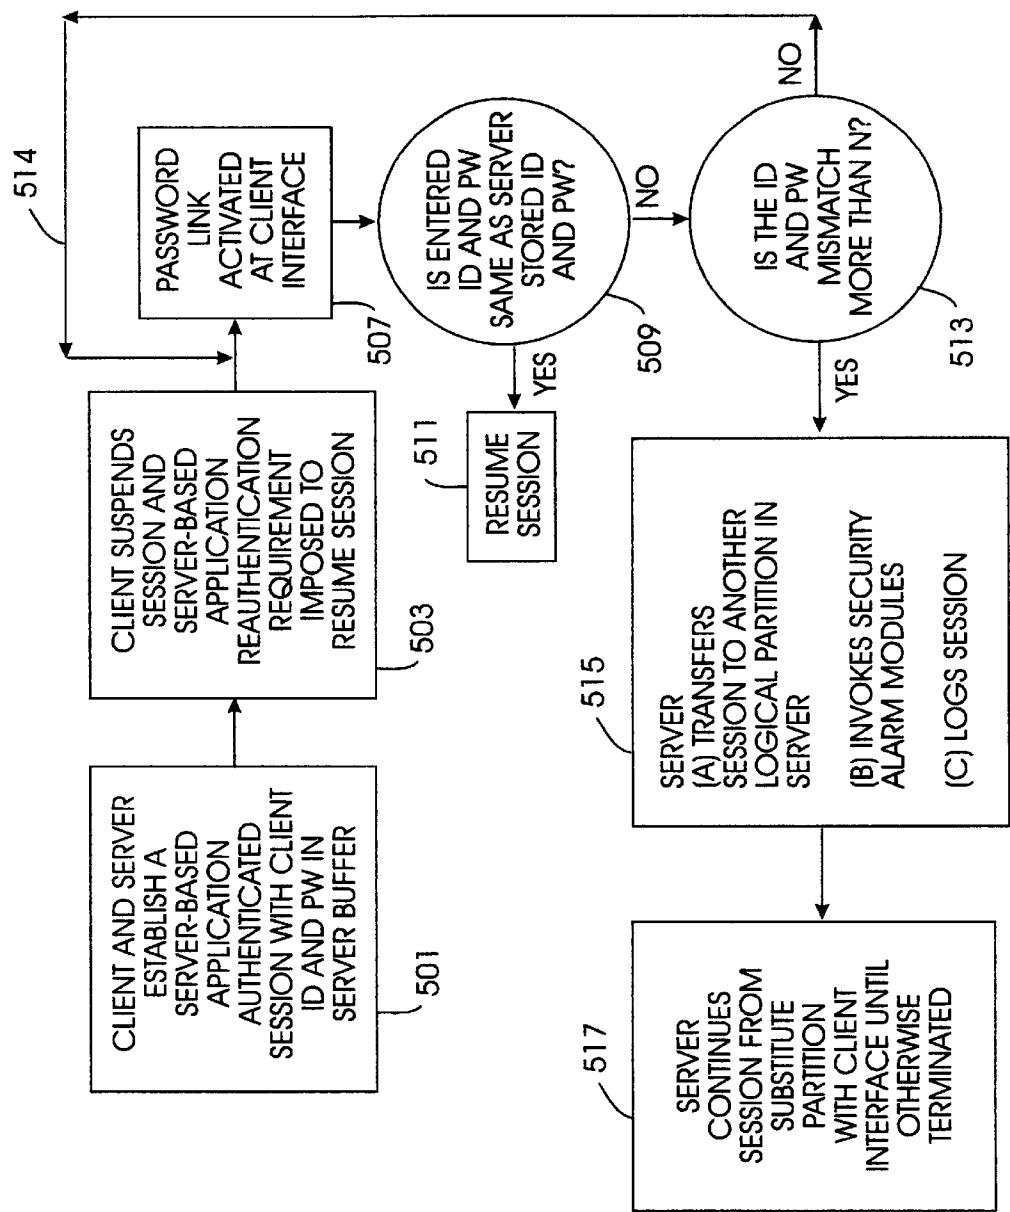 CLIENT AND SERVER
ESTABLISH A
SERVER-BASED
APPLICATION
AUTHENTICATED
SESSION WITH CLIENT
ID AND PW IN
SERVER BUFFER
501
CLIENT SUSPENDS
SESSION AND
SERVER-BASED
APPLICATION
REAUTHENTICATION
REQUIREMENT
IMPOSED TO
RESUME SESSION
503
514
PASSWORD
LINK
ACTIVATED
AT CLIENT
INTERFACE
507
IS ENTERED
ID AND PW
SAME AS SERVER
STORED ID
AND PW?
509
YES
RESUME
SESSION
511
NO
IS THE ID
AND PW
MISMATCH
MORE THAN N?
513
NO
YES
SERVER
(A) TRANSFERS
SESSION TO ANOTHER
LOGICAL PARTITION IN
SERVER
(B) INVOKES SECURITY
ALARM MODULES
(C) LOGS SESSION
515
SERVER
CONTINUES
SESSION FROM
SUBSTITUTE
PARTITION
WITH CLIENT
INTERFACE UNTIL
OTHERWISE
TERMINATED
517